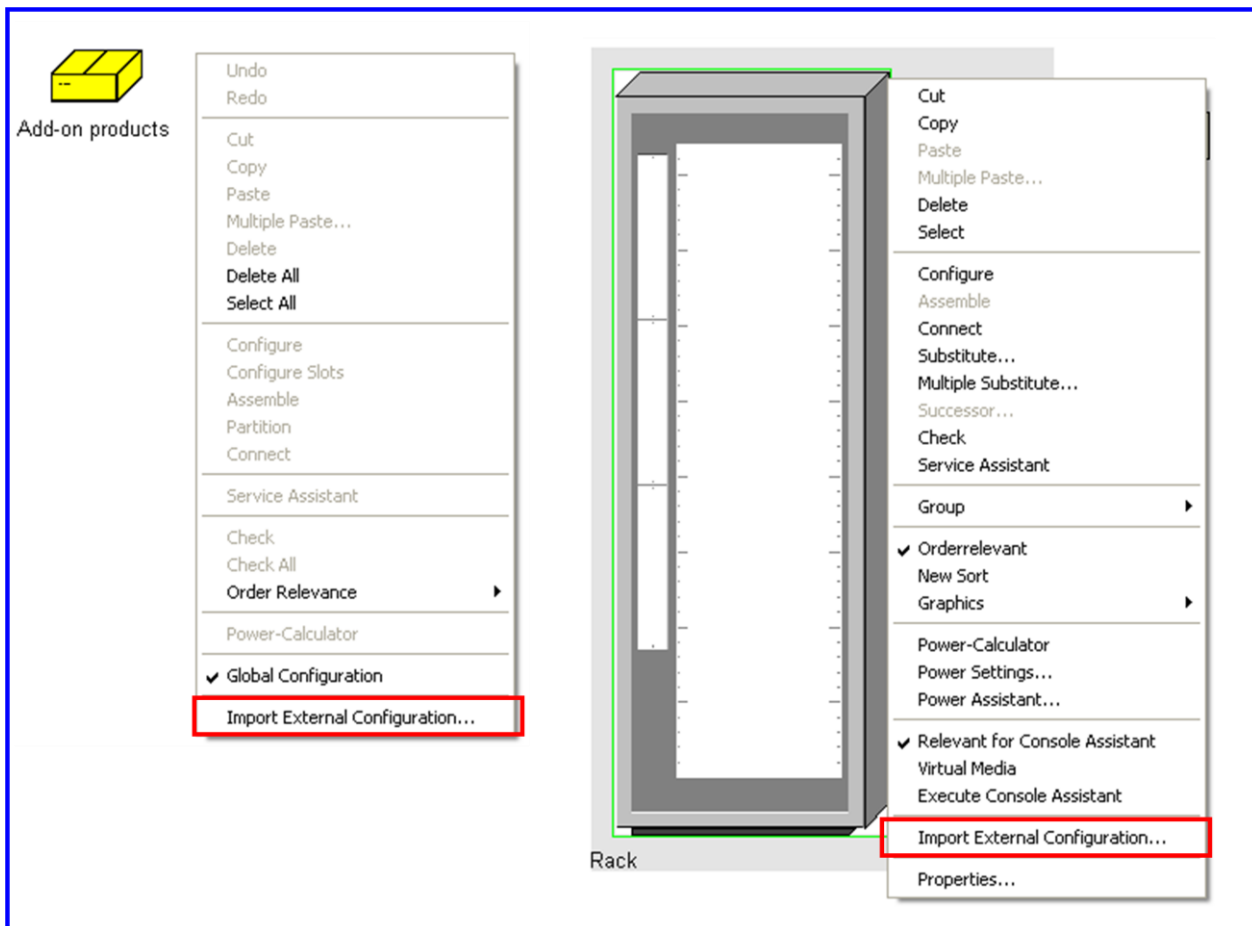 Add-on products
Undo
Redo
Cut
Copy
Paste
Multiple Paste...
Delete
Delete All
Select All
Configure
Configure Slots
Assemble
Partition
Connect
Service Assistant
Check
Check All
Order Relevance
Power-Calculator
Global Configuration
Import External Configuration...
Rack
Cut
Copy
Paste
Multiple Paste...
Delete
Select
Configure
Assemble
Connect
Substitute...
Multiple Substitute...
Successor...
Check
Service Assistant
Group
Orderrelevant
New Sort
Graphics
Power-Calculator
Power Settings...
Power Assistant...
Relevant for Console Assistant
Virtual Media
Execute Console Assistant
Import External Configuration...
Properties...